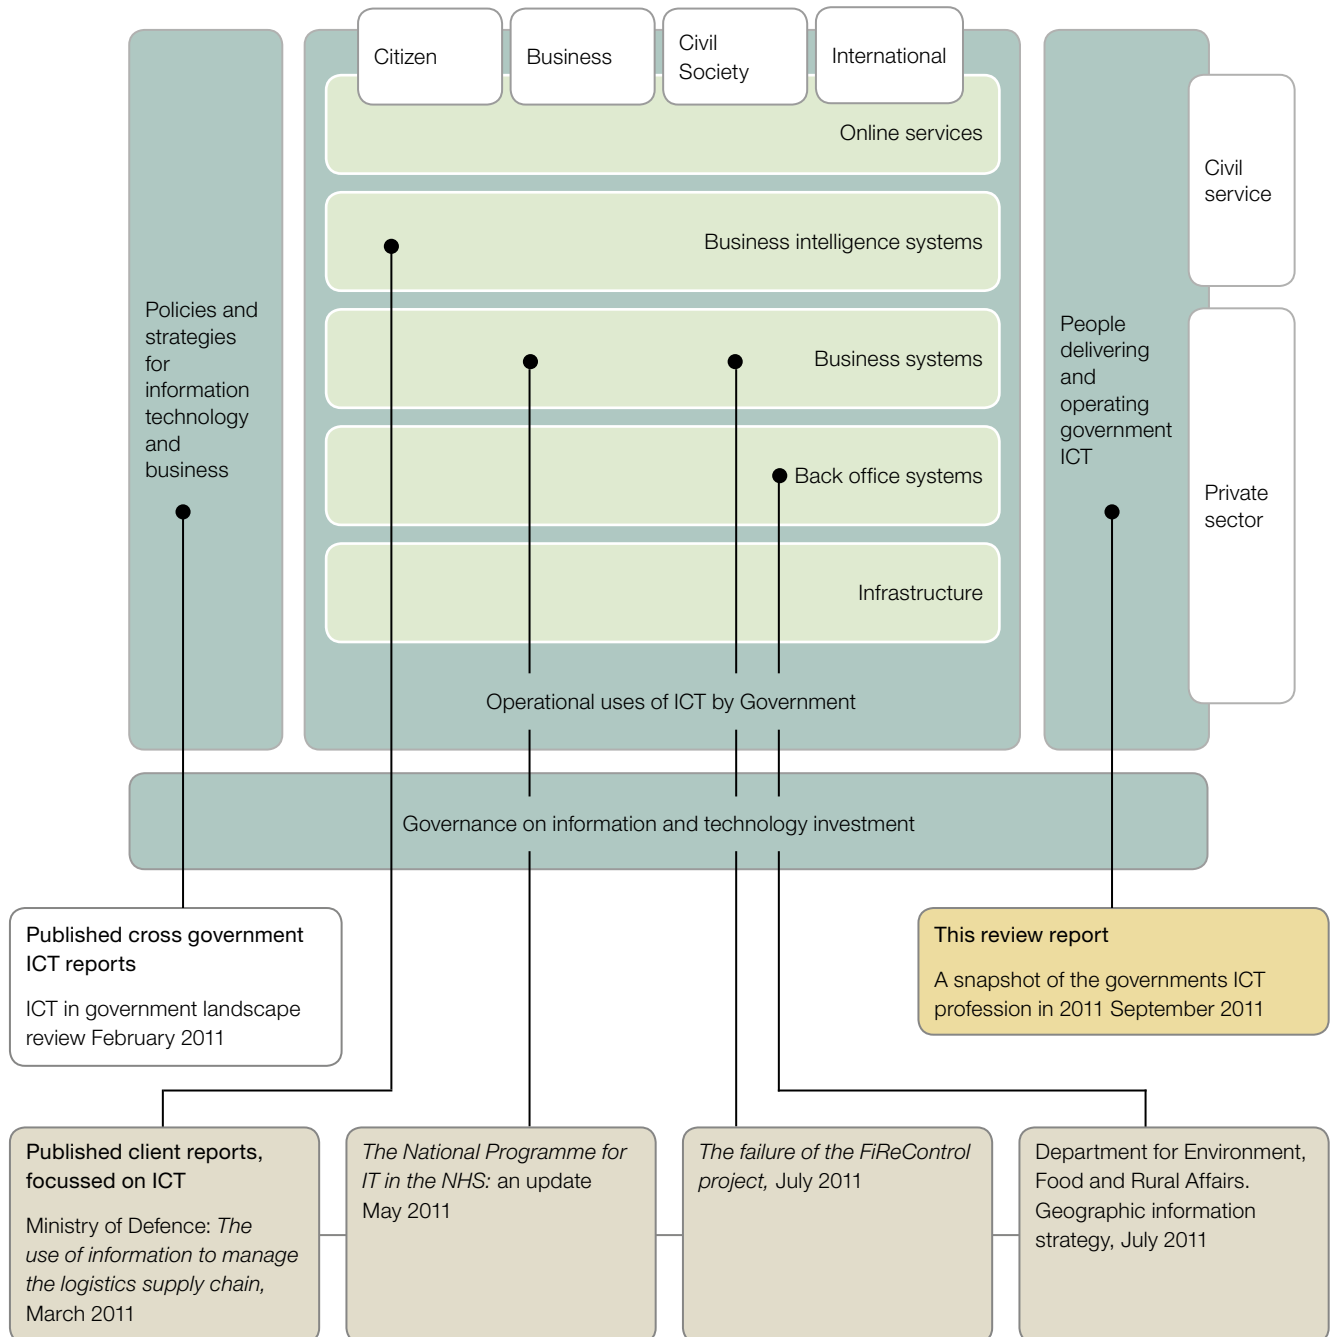 Citizen
Business
Civil
Society
International
Online services
Business intelligence systems
Business systems
Back office systems
Infrastructure
Operational uses of ICT by Government
Policies and
strategies
for
information
technology
and
business
People
delivering
and
operating
government
ICT
Civil
service
Private
sector
Governance on information and technology investment
Published cross government
ICT reports
ICT in government landscape
review February 2011
This review report
A snapshot of the governments ICT
profession in 2011 September 2011
Published client reports,
focussed on ICT
Ministry of Defence: The
use of information to manage
the logistics supply chain,
March 2011
The National Programme for
IT in the NHS: an update
May 2011
The failure of the FiReControl
project, July 2011
Department for Environment,
Food and Rural Affairs.
Geographic information
strategy, July 2011